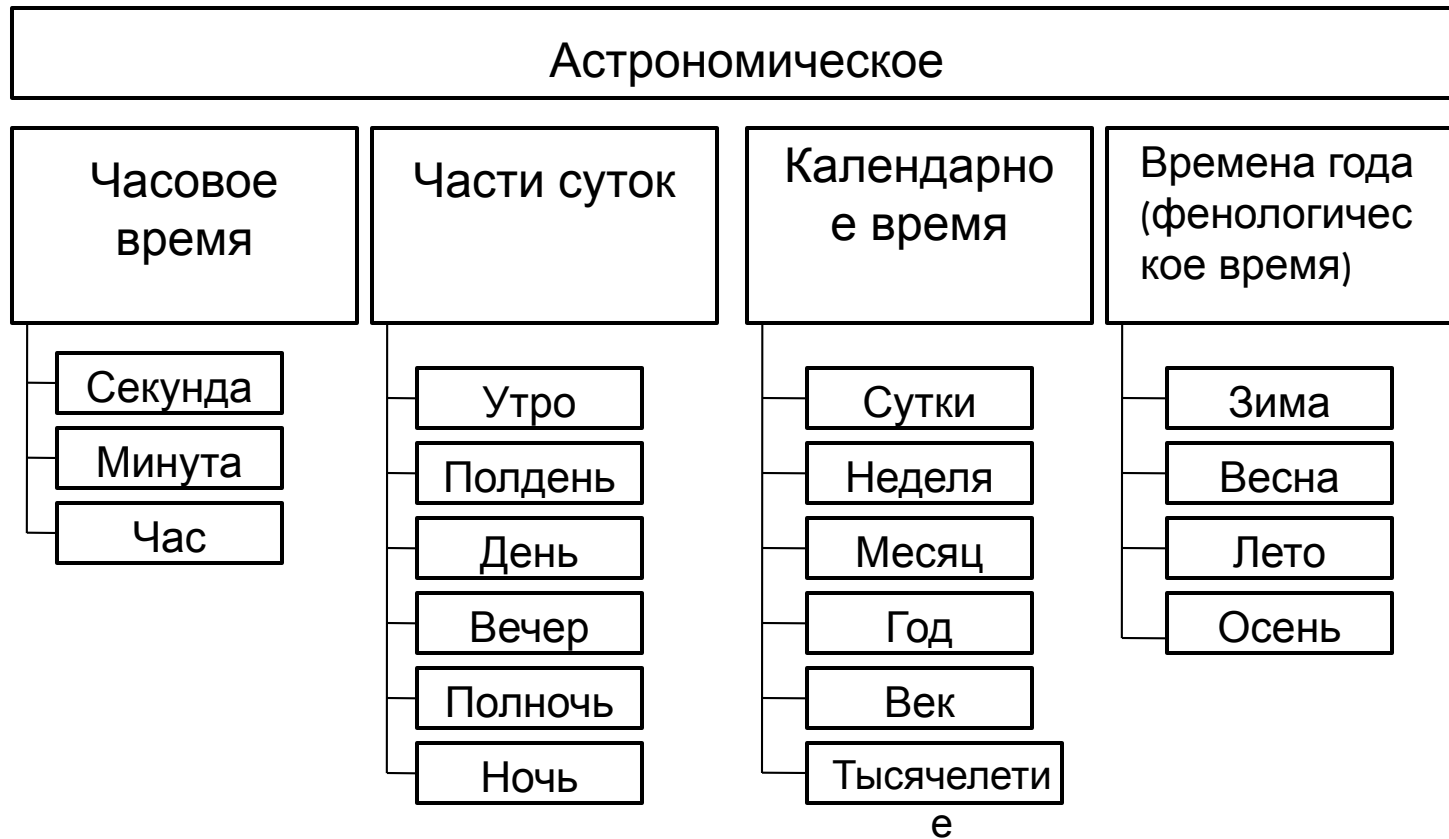 Астрономическое
Часовое
время
Секунда
Минута
Час
Части суток
Утро
Полдень
День
Вечер
Полночь
Ночь
Календарно
е время
Сутки
Неделя
Месяц
Год
Век
Тысячелети
е
Времена года
(фенологичес
кое время)
Зима
Весна
Лето
Осень